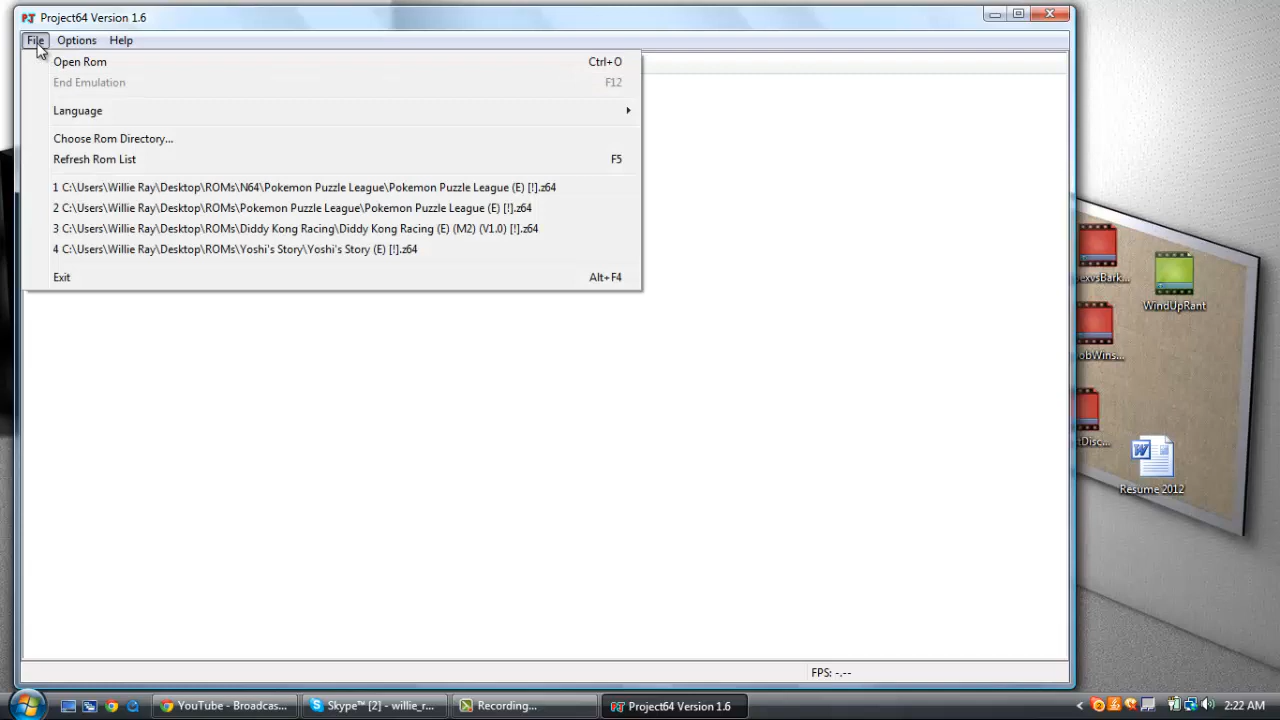 Project64 Version 1.6
File Options Help
Open Rom Ctrl+O
End Emulation F12
Language
Choose Rom Directory...
Refresh Rom List F5
1 C:\Users\Willie Ray\Desktop\ROMs\N64\Pokemon Puzzle League\Pokemon Puzzle League (E) [!].z64
2 C:\Users\Willie Ray\Desktop\ROMs\Pokemon Puzzle League\Pokemon Puzzle League (E) [!].z64
3 C:\Users\Willie Ray\Desktop\ROMs\Diddy Kong Racing\Diddy Kong Racing (E) (M2) (V1.0) [!].z64
4 C:\Users\Willie Ray\Desktop\ROMs\Yoshi's Story\Yoshi's Story (E) [!].z64
Exit Alt+F4
exvsBark...
WindUpRant
obWins...
tDisc...
Resume 2012
FPS: -.--
YouTube - Broadcas...
Skype™ [2] - willie_r...
Recording...
Project64 Version 1.6
2:22 AM